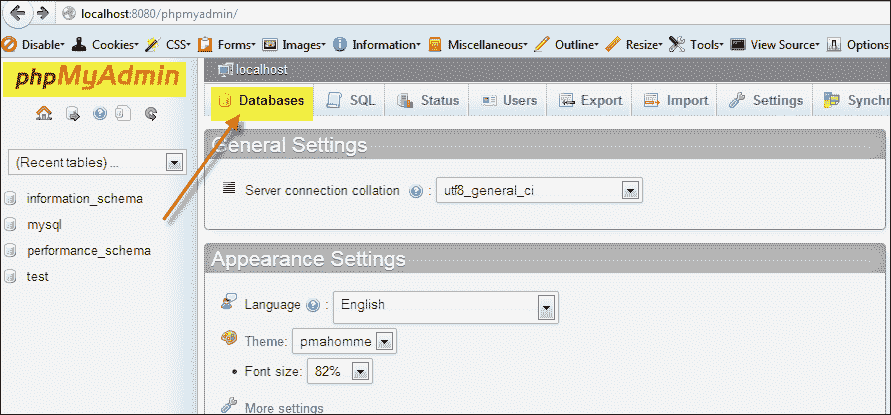 localhost:8080/phpmyadmin/
Disable Cookies CSS Forms Images Information Miscellaneous Outline Resize Tools View Source Options
phpMyAdmin
localhost
Databases SQL Status Users Export Import Settings Synchr
(Recent tables) ...
information_schema
mysql
performance_schema
test
General Settings
Server connection collation : utf8_general_ci
Appearance Settings
Language : English
Theme: pmahomme
• Font size: 82%
More settings